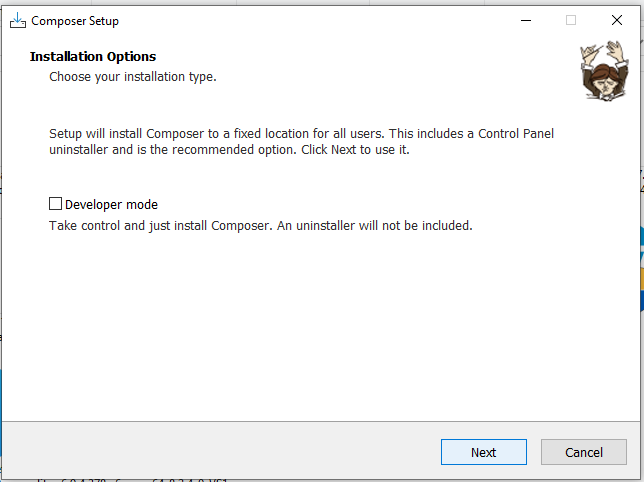 Composer Setup
Installation Options
Choose your installation type.
Setup will install Composer to a fixed location for all users. This includes a Control Panel
uninstaller and is the recommended option. Click Next to use it.
Developer mode
Take control and just install Composer. An uninstaller will not be included.
Next
Cancel